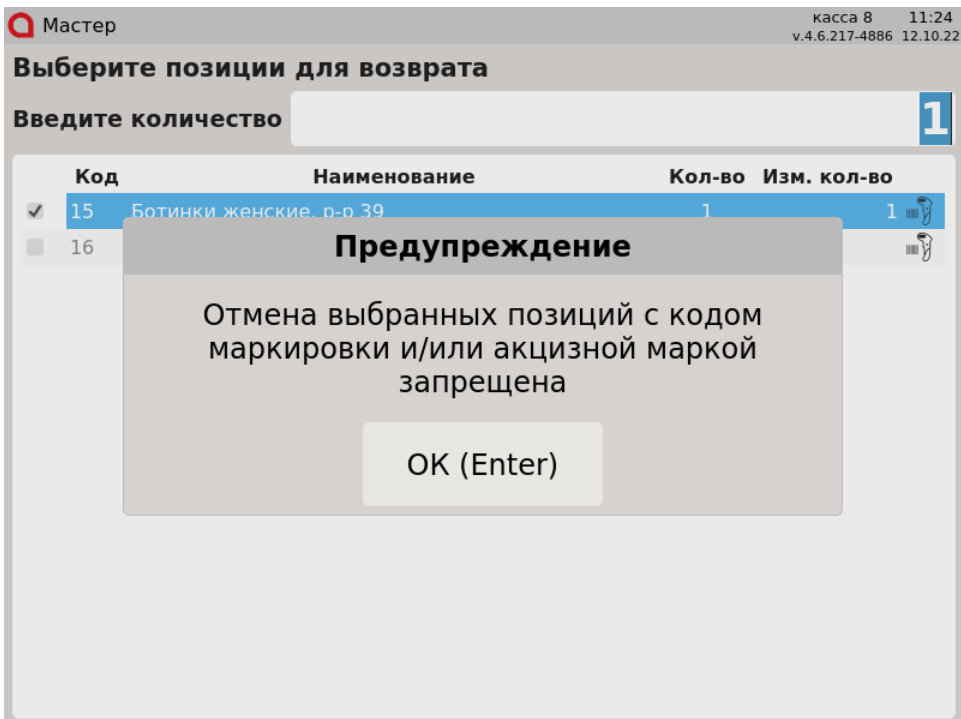 Мастер
касса 8 11:24
v.4.6.217-4886 12.10.22
Выберите позиции для возврата
Введите количество 1
Код Наименование Кол-во Изм. кол-во
15 Ботинки женские, р-р 39 1 1
16
Предупреждение
Отмена выбранных позиций с кодом
маркировки и/или акцизной маркой
запрещена
ОК (Enter)